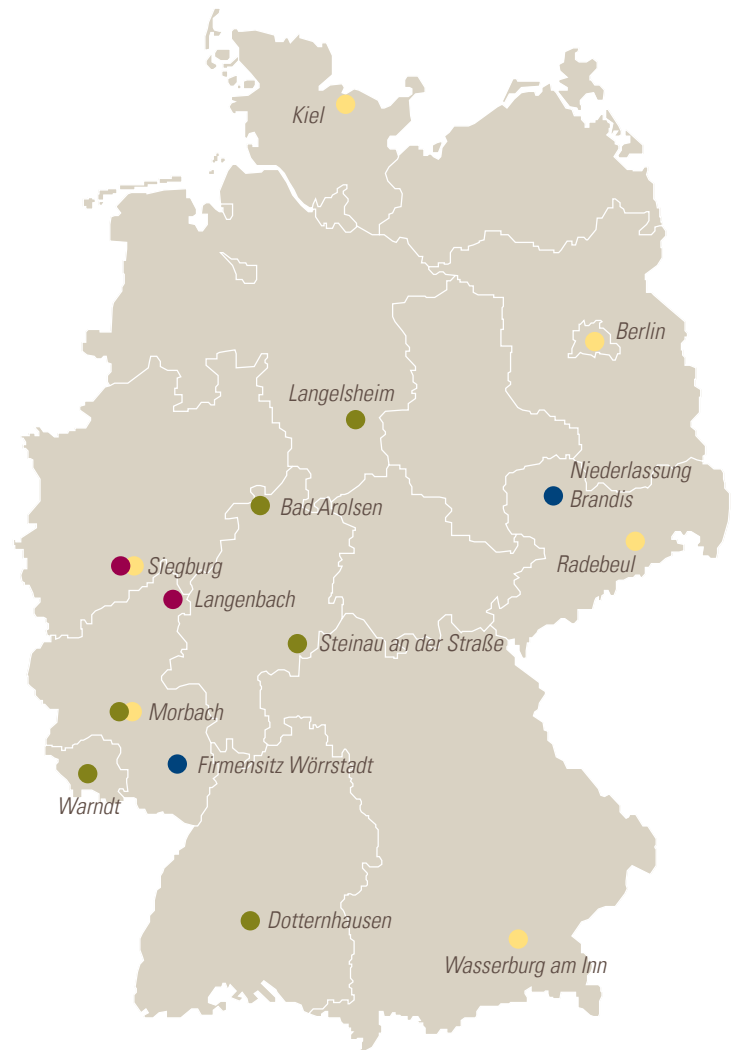 Kiel
Berlin
Langelsheim
Niederlassung
Brandis
Bad Arolsen
Radebeul
Siegburg
Langenbach
Steinau an der Straße
Morbach
Firmensitz Wörrstadt
Warndt
Dotternhausen
Wasserburg am Inn